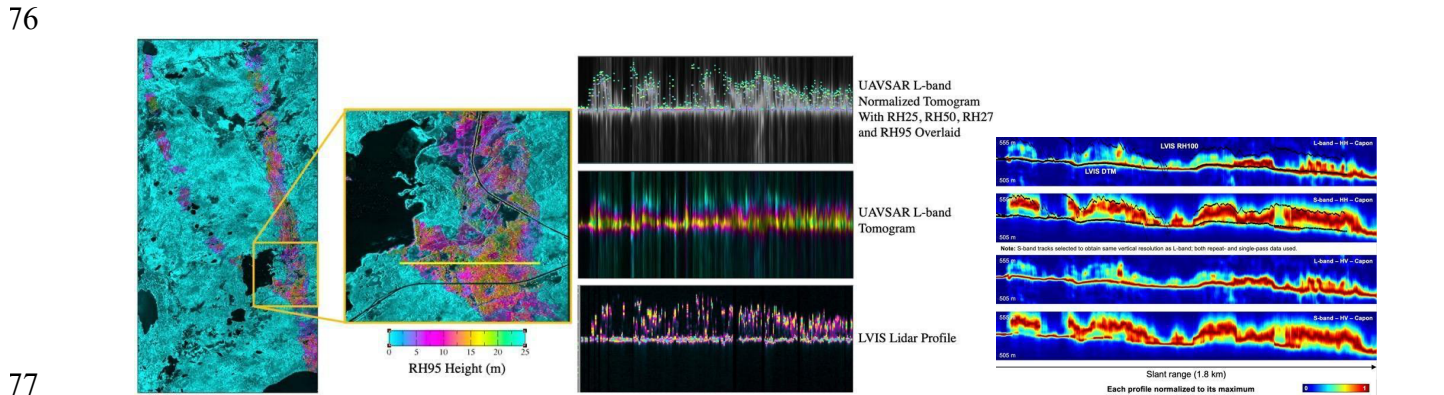 76
UAVSAR L-band
Normalized Tomogram
With RH25, RH50, RH27
and RH95 Overlaid
UAVSAR L-band
Tomogram
LVIS Lidar Profile
0 5 10 15 20 25
RH95 Height (m)
555 m
LVIS RH100
L-band – HH – Capon
LVIS DTM
505 m
555 m
S-band – HH – Capon
505 m
Note: S-band tracks selected to obtain same vertical resolution as L-band; both repeat- and single-pass data used.
555 m
L-band – HV – Capon
505 m
555 m
S-band – HV – Capon
505 m
Slant range (1.8 km)
Each profile normalized to its maximum
0 1
77